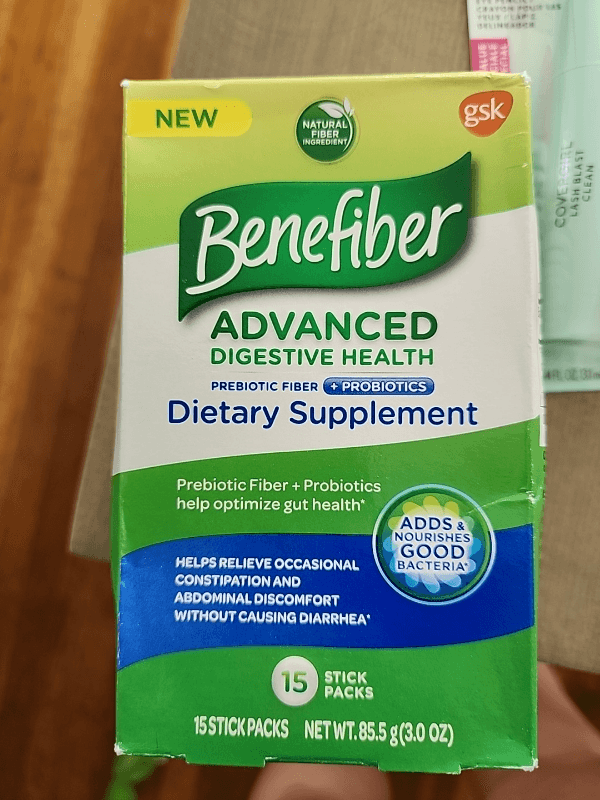 NEW
NATURAL
FIBER
INGREDIENT
gsk
Benefiber
ADVANCED
DIGESTIVE HEALTH
PREBIOTIC FIBER + PROBIOTICS
Dietary Supplement
Prebiotic Fiber + Probiotics
help optimize gut health*
ADDS &
NOURISHES
GOOD
BACTERIA*
HELPS RELIEVE OCCASIONAL
CONSTIPATION AND
ABDOMINAL DISCOMFORT
WITHOUT CAUSING DIARRHEA*
15 STICK
PACKS
15 STICK PACKS NET WT. 85.5 g (3.0 OZ)
LASH BLAST
CLEAN